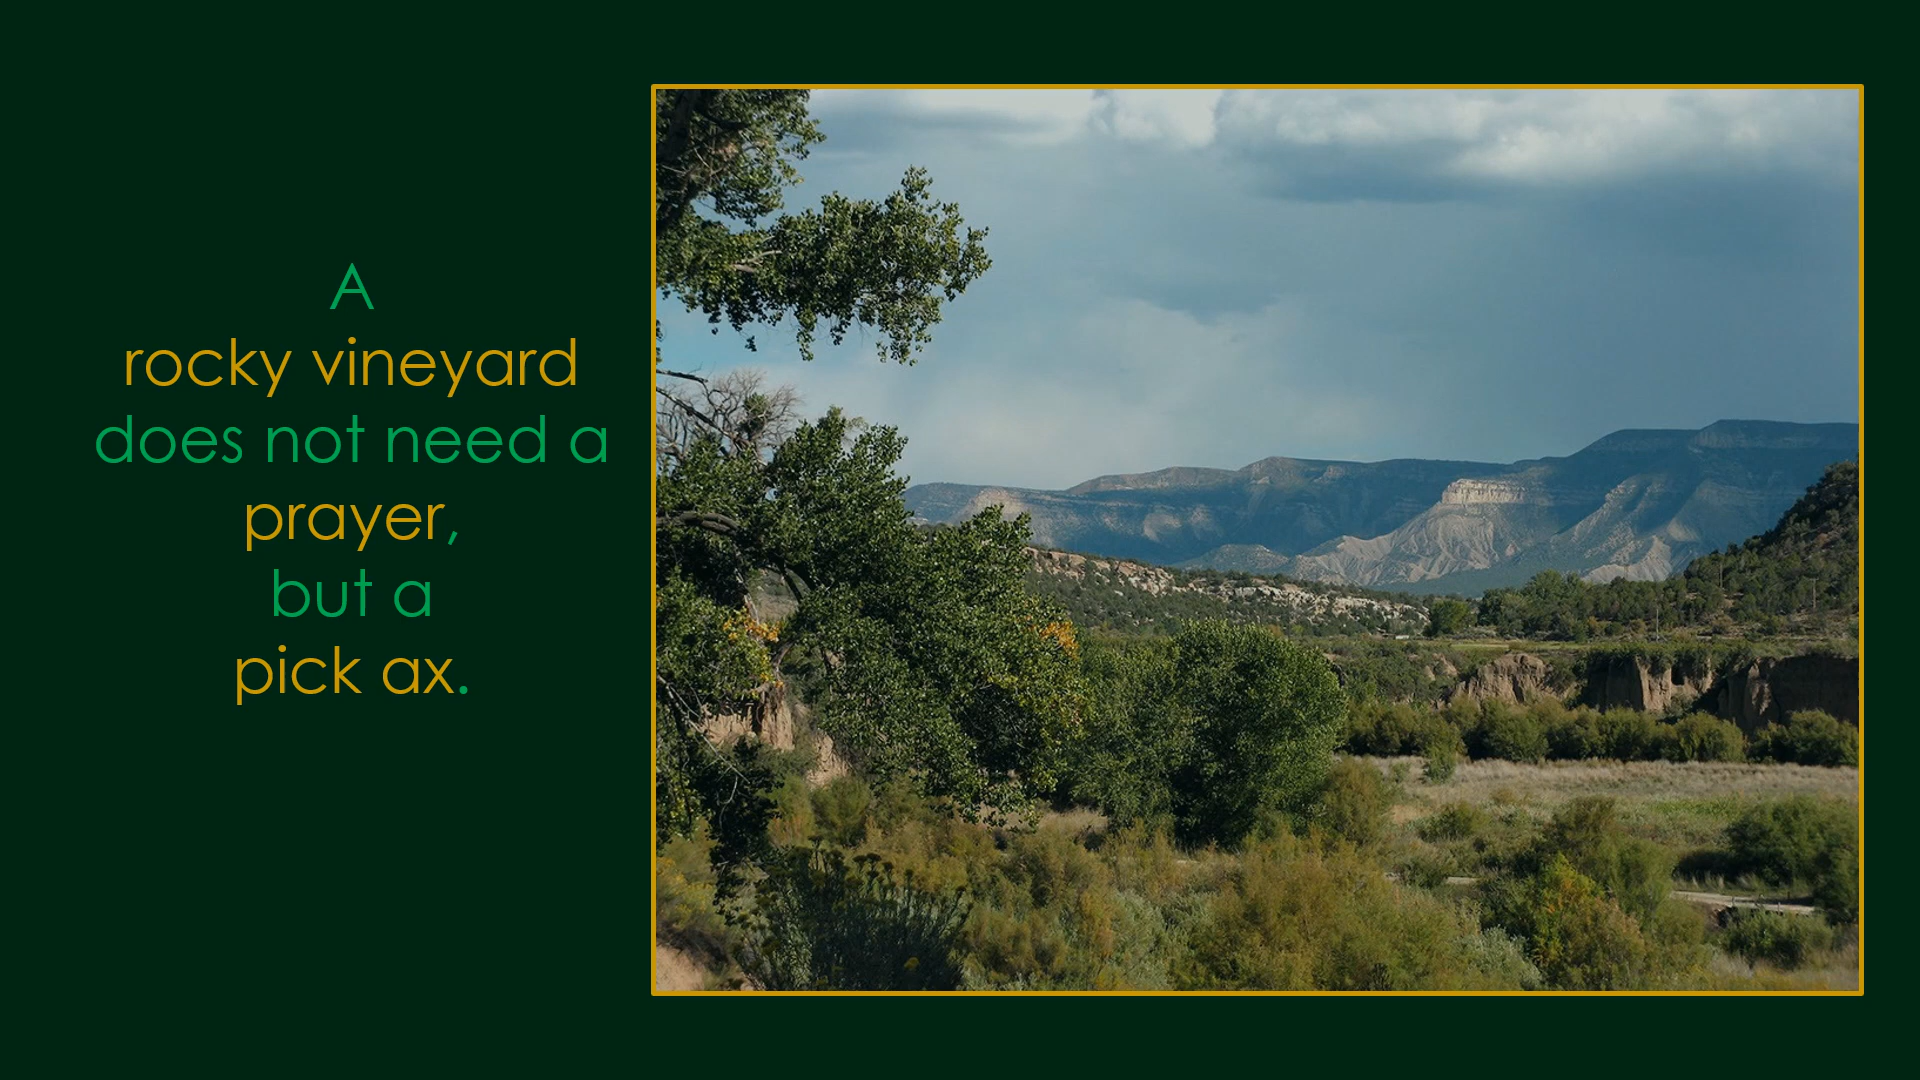 A
rocky vineyard
does not need a
prayer,
but a
pick ax.